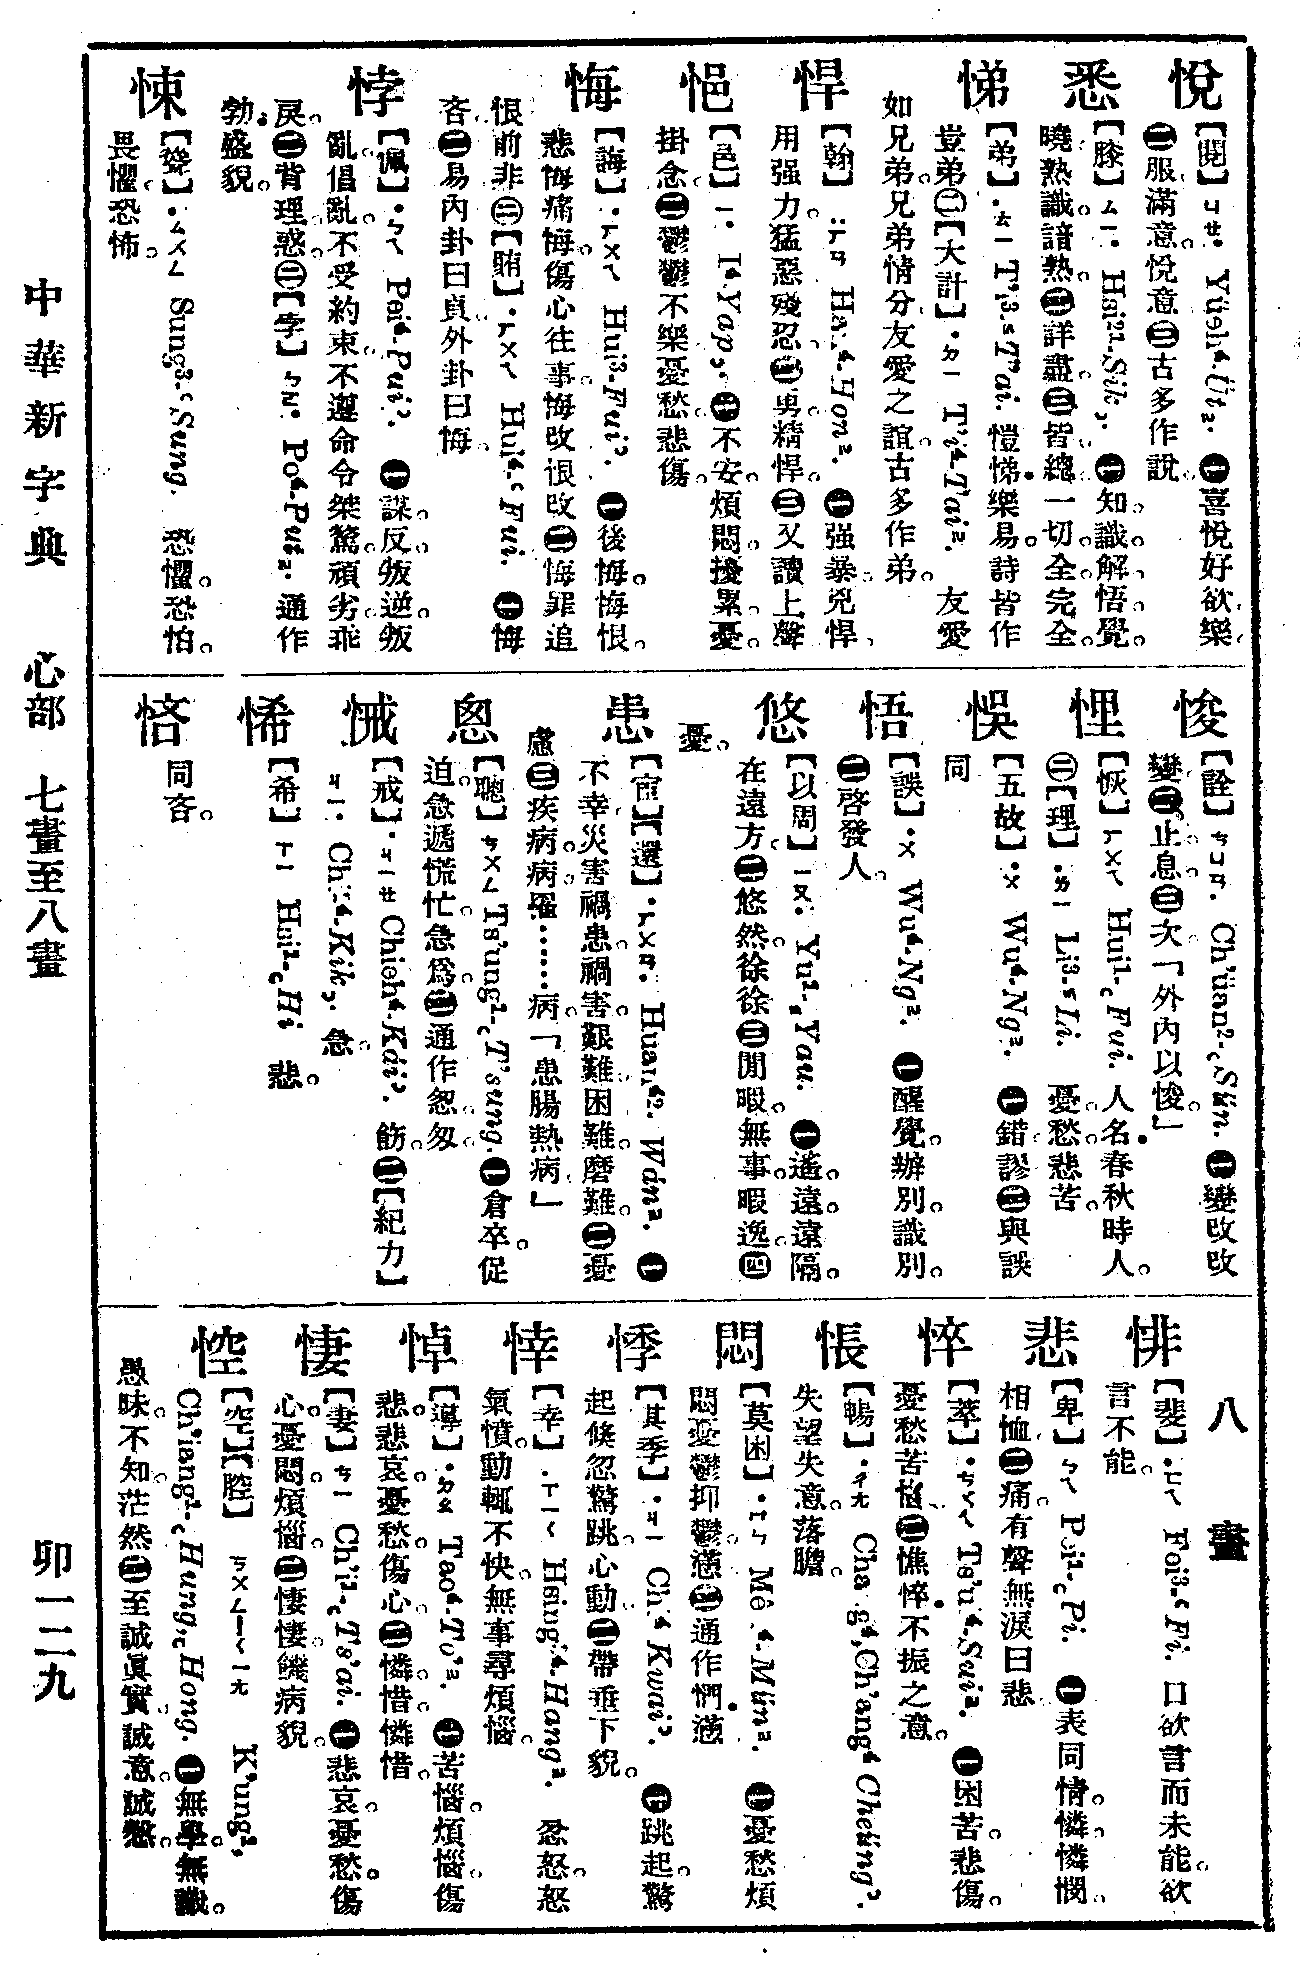 悅
【閱】ㄩㄝ• Yüeh⁴-Üt₂. ㊀喜悅好欲樂
㊁服滿意悅意㊂古多作說
悉
【膝】ㄙㄧ• Hsi²¹-Sik, ㊀知識解悟覺
曉熟識諳熟㊁詳盡㊂皆總一切全完全
悌
【弟】•ㄊㄧ T'i³-T'ai. 愷悌樂易詩皆作
豈弟㊁【大計】•ㄉㄧ T'i⁴-T'ai². 友愛
如兄弟兄弟情分友愛之誼古多作弟
悍
【翰】:ㄏㄢ Han⁴-Hon². ㊀强暴兇悍
用强力猛惡殘忍㊁勇精悍㊂又讀上聲
悒
【邑】ㄧ• I⁴-Yap, ㊀不安煩悶擾累憂
掛念㊁鬱鬱不樂憂愁悲傷
悔
【誨】•ㄏㄨㄟ Hui³-Fui'. ㊀後悔悔恨
悲悔痛悔傷心往事悔改恨改㊁悔罪追
恨前非㊁【賄】•ㄏㄨㄟ Hui⁴-Fui. ㊀悔
吝㊁易內卦曰貞外卦曰悔
悖
【佩】•ㄅㄟ Pei⁴-Pui'. ㊀謀反叛逆叛
亂倡亂不受約束不遵命令桀驁頑劣乖
戾㊁背理惑㊁【孛】ㄅㄛ• Po⁴-Put₂. 通作
勃盛貌
悚
【聳】•ㄙㄨㄥ Sung³-Sung. 愁懼恐怕
畏懼恐怖
悛
【詮】ㄘㄩㄢ. Ch'üan²-Sün. ㊀變改改
變㊁止息㊂次「外內以悛」
悝
【恢】ㄏㄨㄟ Hui¹-Fui. 人名春秋時人
㊁【理】•ㄌㄧ Li³-Li. 憂愁悲苦
悞
【五故】•ㄨ Wu⁴-Ng². ㊀錯謬㊁與誤
同
悟
【誤】•ㄨ Wu⁴-Ng². ㊀醒覺辦別識別
㊁啓發人
悠
【以周】ㄧㄡ. Yu¹-Yau. ㊀遙遠遠隔
在遠方㊁悠然徐徐㊂閒暇無事暇逸㊃
憂
患
【宦】【還】•ㄏㄨㄢ. Huan⁴²-Wán². ㊀
不幸災害禍患禍害艱難困難磨難㊁憂
慮㊂疾病病罹……病「患腸熱病」
悤
【聰】ㄘㄨㄥ Ts'ung¹-T'sung. ㊀倉卒促
迫急遽慌忙急爲㊁通作怱匆
悈
【戒】•ㄐㄧㄝ Chieh⁴-Kái'. 飭㊁【紀力】
ㄐㄧ• Chi⁴-Kik, 急
悕
【希】ㄒㄧ Hsi¹-Hi 悲
悋
同吝
八 畫
悱
【斐】•ㄈㄟ Fei³-Fi. 口欲言而未能欲
言不能
悲
【卑】ㄅㄟ Pei¹-Pi. ㊀表同情憐憐憫
相恤㊁痛有聲無淚曰悲
悴
【萃】•ㄘㄨㄟ Ts'ui⁴-Sui². ㊀困苦悲傷
憂愁苦惱㊁憔悴不振之意
悵
【暢】•ㄔㄤ Ch'ang⁴,Ch'ang⁴ Cheüng'.
失望失意落膽
悶
【莫困】•ㄇㄣ Mê⁴-Mün². ㊀憂愁煩
悶憂鬱抑鬱懣㊁通作㥃懣
悸
【其季】•ㄐㄧ Chi⁴ Kwai'. ㊀跳起驚
起倏忽驚跳心動㊁帶垂下貌
悻
【幸】•ㄒㄧㄥ Hsing⁴-Hang². 忿怒怒
氣憤動輒不快無事尋煩惱
悼
【導】•ㄉㄠ Tao⁴-To'². ㊀苦惱煩惱傷
悲悲哀憂愁傷心㊁憐惜憐惜
悽
【妻】ㄘㄧ Ch'i¹-Ts'ai. ㊀悲哀憂愁傷
心憂悶煩惱㊁悽悽饑病貌
悾
【空】【腔】 ㄎㄨㄥ—ㄑㄧㄤ K'ung¹,
Ch'iang¹-Hung, Hong. ㊀無學無識
愚昧不知茫然㊁至誠眞實誠意誠慤
中華新字典 心部 七畫至八畫 卯一二九